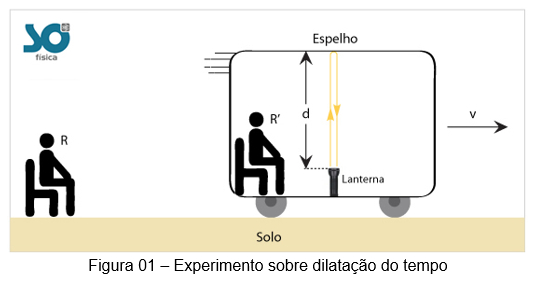 Espelho
SÓ
física
R
R'
d
v
Lanterna
Solo
Figura 01 – Experimento sobre dilatação do tempo